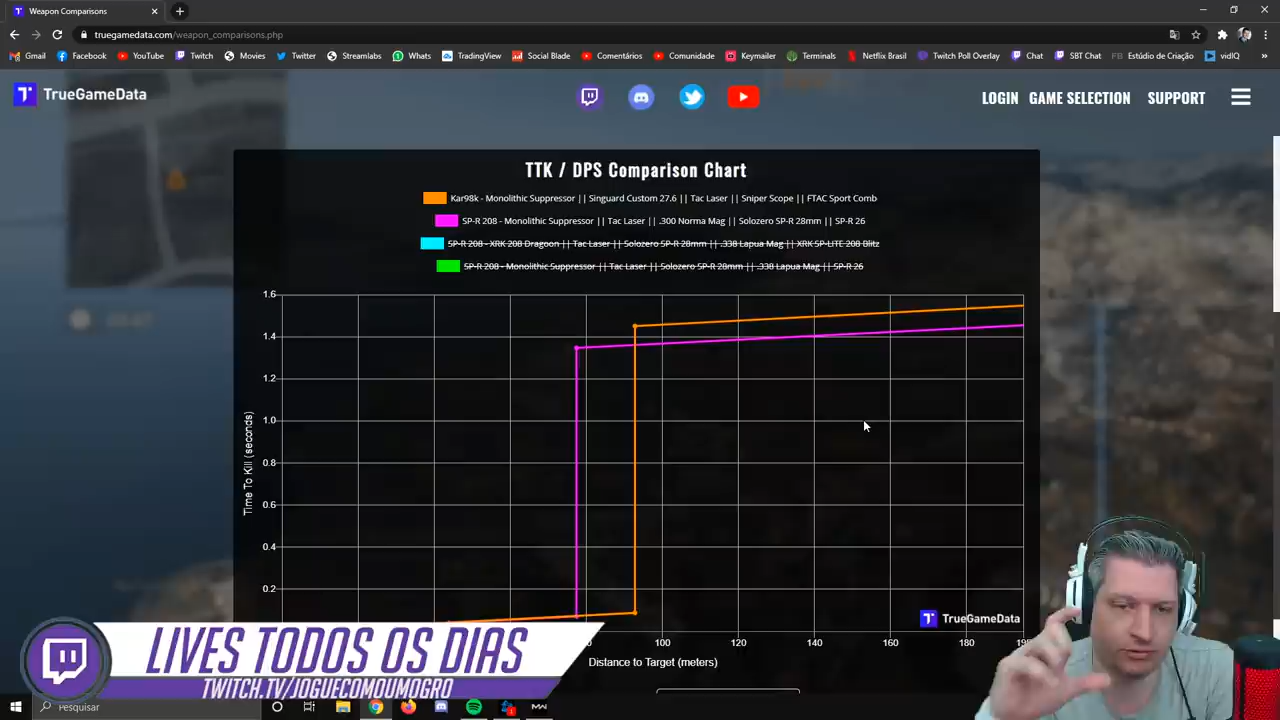 Weapon Comparisons
truegamedata.com/weapon_comparisons.php
Gmail Facebook YouTube Twitch Movies Twitter Streamlabs Whats TradingView Social Blade Comentários Comunidade Keymailer Terminals Netflix Brasil Twitch Poll Overlay Chat SBT Chat Estúdio de Criação vidIQ
TrueGameData
LOGIN GAME SELECTION SUPPORT
TTK / DPS Comparison Chart
Kar98k - Monolithic Suppressor || Singuard Custom 27.6 || Tac Laser || Sniper Scope || FTAC Sport Comb
SP-R 208 - Monolithic Suppressor || Tac Laser || .300 Norma Mag || Solozero SP-R 28mm || SP-R 26
SP-R 208 - XRK 208 Dragoon || Tac Laser || Solozero SP-R 28mm || .338 Lapua Mag || XRK SP-LITE 208 Blitz
SP-R 208 - Monolithic Suppressor || Tac Laser || Solozero SP-R 28mm || .338 Lapua Mag || SP-R 26
1.6
1.4
1.2
1.0
0.8
0.6
0.4
0.2
Time To Kill (seconds)
TrueGameData
100 120 140 160 180 195
Distance to Target (meters)
LIVES TODOS OS DIAS
TWITCH.TV/JOGUECOMOUMOGRO
Pesquisar